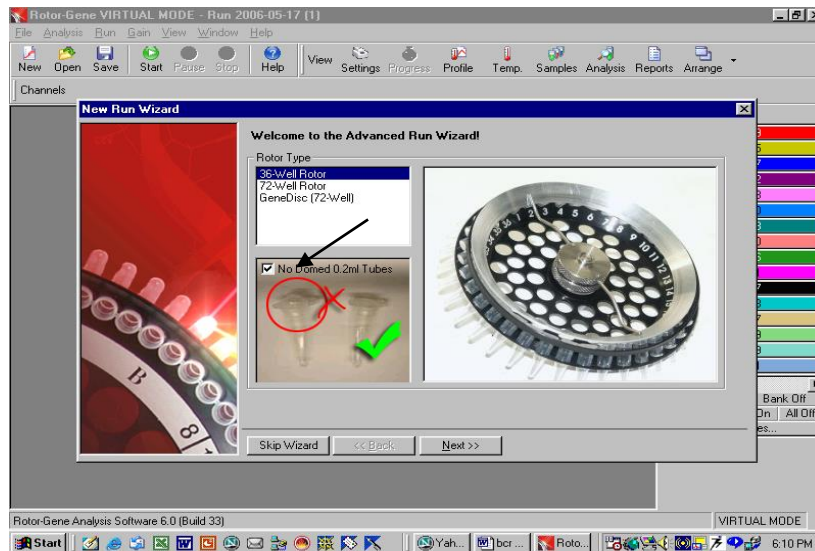 Rotor-Gene VIRTUAL MODE - Run 2006-05-17 (1)
File Analysis Run Gain View Window Help
New Open Save Start Pause Stop Help View Settings Progress Profile Temp. Samples Analysis Reports Arrange
Channels
New Run Wizard
Welcome to the Advanced Run Wizard!
Rotor Type
36-Well Rotor
72-Well Rotor
GeneDisc (72-Well)
No Domed 0.2ml Tubes
Bank Off
On All Off
es...
Skip Wizard << Back Next >>
Rotor-Gene Analysis Software 6.0 (Build 33) VIRTUAL MODE
Start Yah... bcr ... Roto... 6:10 PM